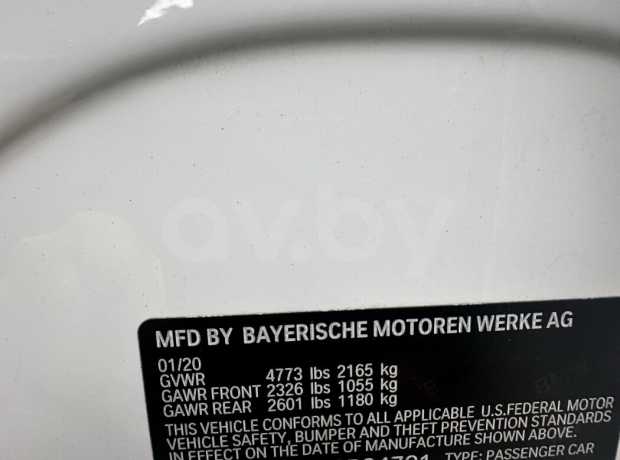 av.by
MFD BY BAYERISCHE MOTOREN WERKE AG
01/20
GVWR 4773 lbs 2165 kg
GAWR FRONT 2326 lbs 1055 kg
GAWR REAR 2601 lbs 1180 kg
THIS VEHICLE CONFORMS TO ALL APPLICABLE U.S.FEDERAL MOTOR
VEHICLE SAFETY, BUMPER AND THEFT PREVENTION STANDARDS
IN EFFECT ON THE DATE OF MANUFACTURE SHOWN ABOVE.
TYPE: PASSENGER CAR